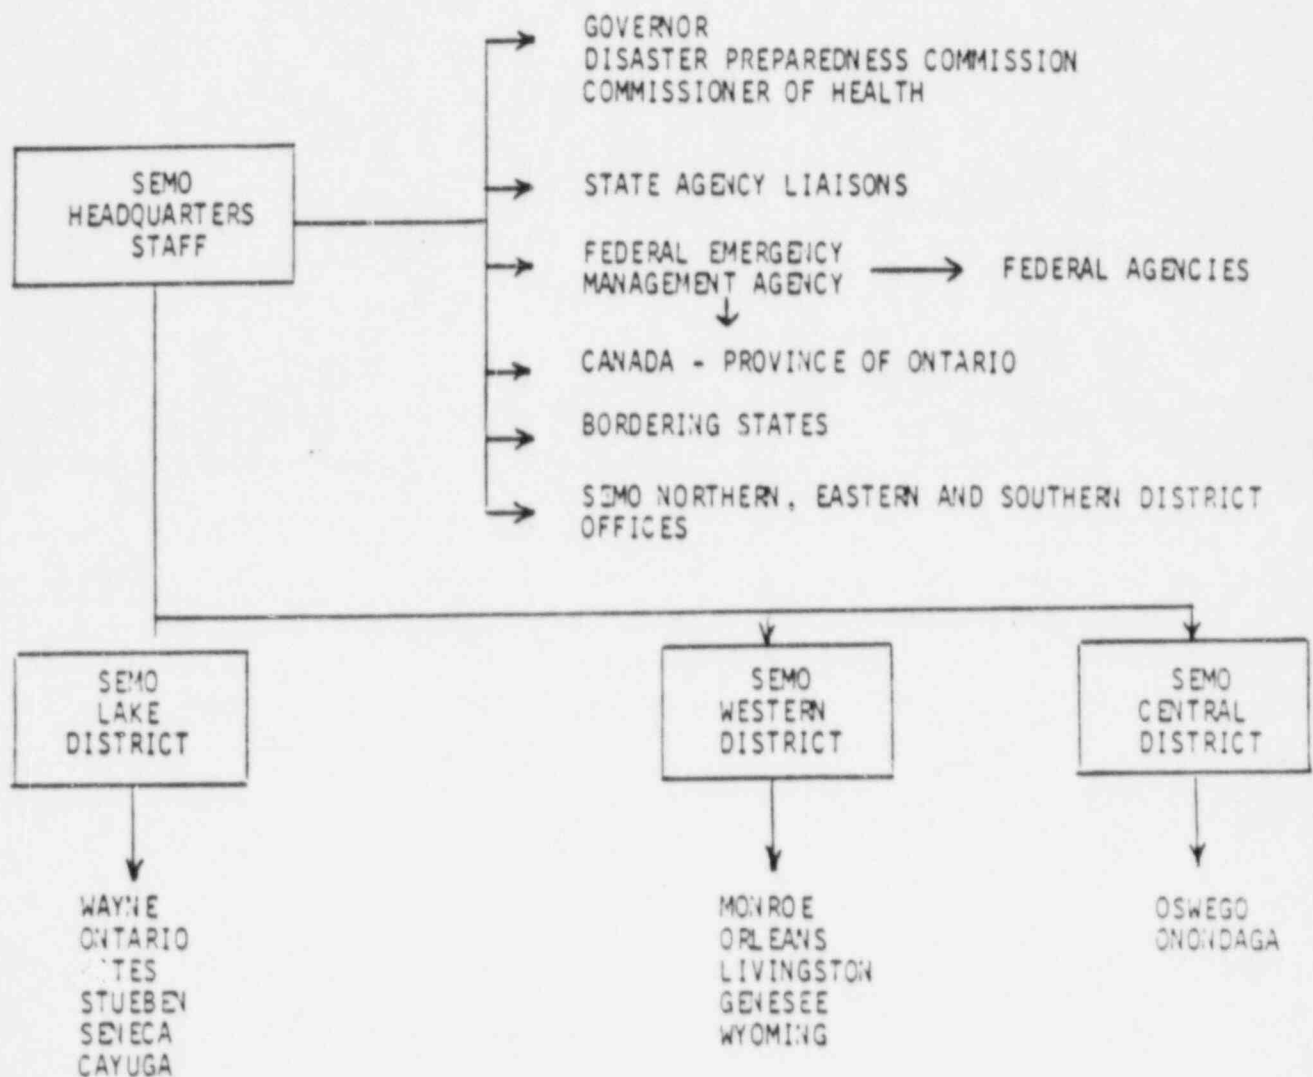 GOVERNOR
DISASTER PREPAREDNESS COMMISSION
COMMISSIONER OF HEALTH
SEMO
HEADQUARTERS
STAFF
STATE AGENCY LIAISONS
FEDERAL EMERGENCY
MANAGEMENT AGENCY
FEDERAL AGENCIES
CANADA - PROVINCE OF ONTARIO
BORDERING STATES
SEMO NORTHERN, EASTERN AND SOUTHERN DISTRICT
OFFICES
SEMO
LAKE
DISTRICT
SEMO
WESTERN
DISTRICT
SEMO
CENTRAL
DISTRICT
WAYNE
ONTARIO
STUEBEN
SENECA
CAYUGA
MONROE
ORLEANS
LIVINGSTON
GENESEE
WYOMING
OSWEGO
ONONDAGA